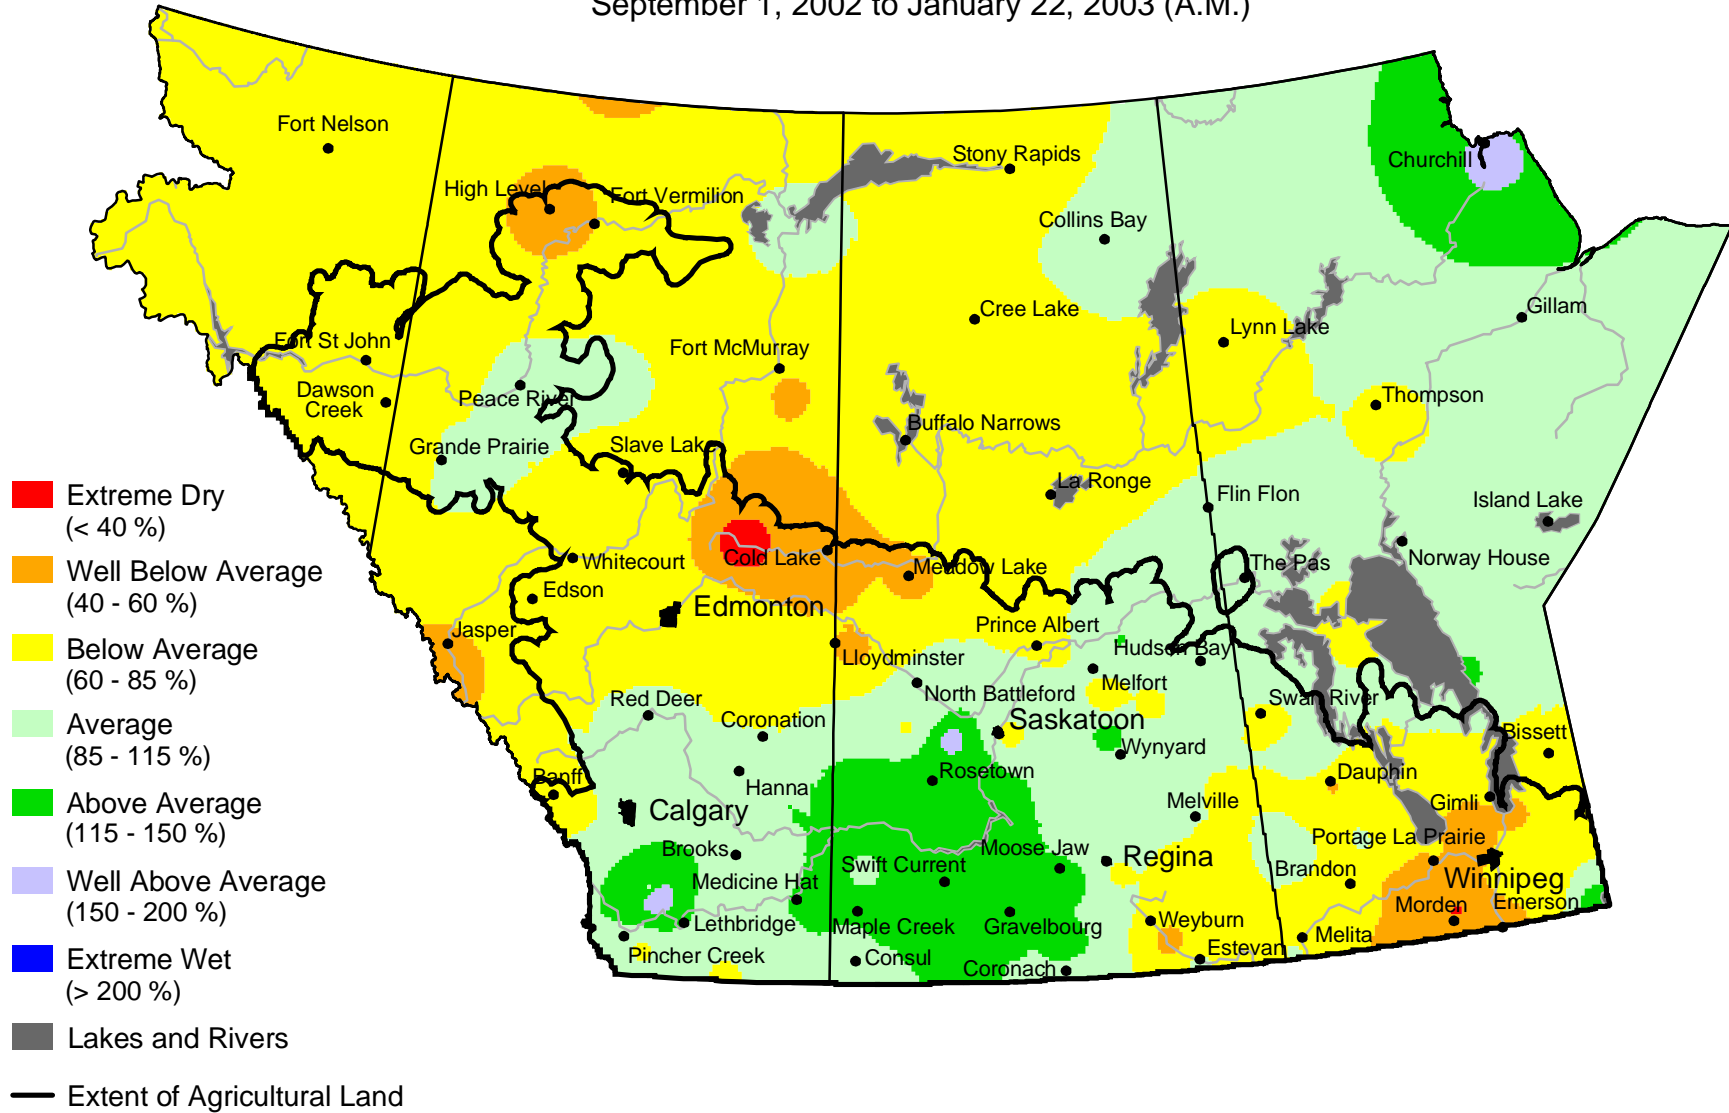 September 1, 2002 to January 22, 2003 (A.M.)
Fort Nelson
Stony Rapids
Churchill
High Level
Fort Vermilion
Collins Bay
Cree Lake
Gillam
Lynn Lake
Fort St John
Fort McMurray
Dawson
Creek
Peace River
Thompson
Buffalo Narrows
Grande Prairie
Slave Lake
La Ronge
Flin Flon
Island Lake
Whitecourt
Cold Lake
Meadow Lake
The Pas
Norway House
Edson
Edmonton
Jasper
Prince Albert
Lloydminster
Hudson Bay
Melfort
North Battleford
Red Deer
Swan River
Coronation
Saskatoon
Bissett
Wynyard
Banff
Hanna
Rosetown
Dauphin
Calgary
Melville
Gimli
Portage La Prairie
Brooks
Swift Current
Moose Jaw
Regina
Brandon
Winnipeg
Medicine Hat
Morden
Emerson
Lethbridge
Maple Creek
Gravelbourg
Weyburn
Melita
Pincher Creek
Consul
Coronach
Estevan
Extreme Dry
(< 40 %)
Well Below Average
(40 - 60 %)
Below Average
(60 - 85 %)
Average
(85 - 115 %)
Above Average
(115 - 150 %)
Well Above Average
(150 - 200 %)
Extreme Wet
(> 200 %)
Lakes and Rivers
Extent of Agricultural Land